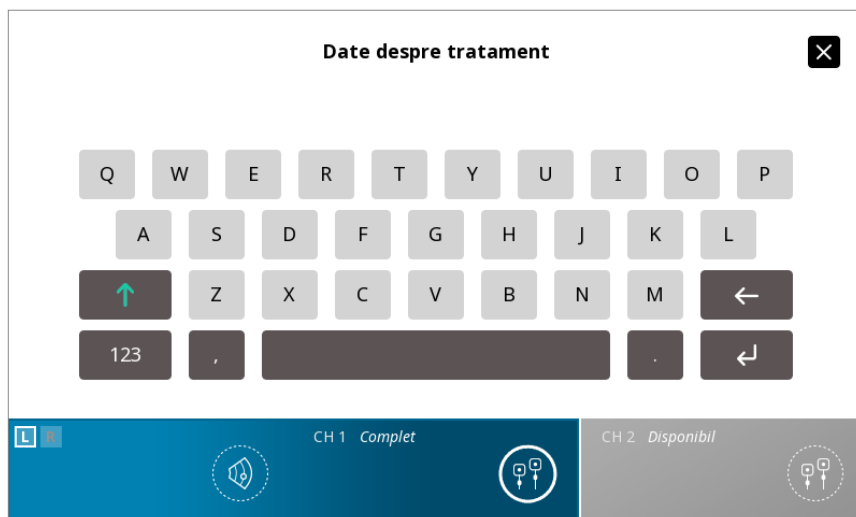 Date despre tratament
Q W E R T Y U I O P
A S D F G H J K L
Z X C V B N M
123 , .
L R CH 1 Complet CH 2 Disponibil